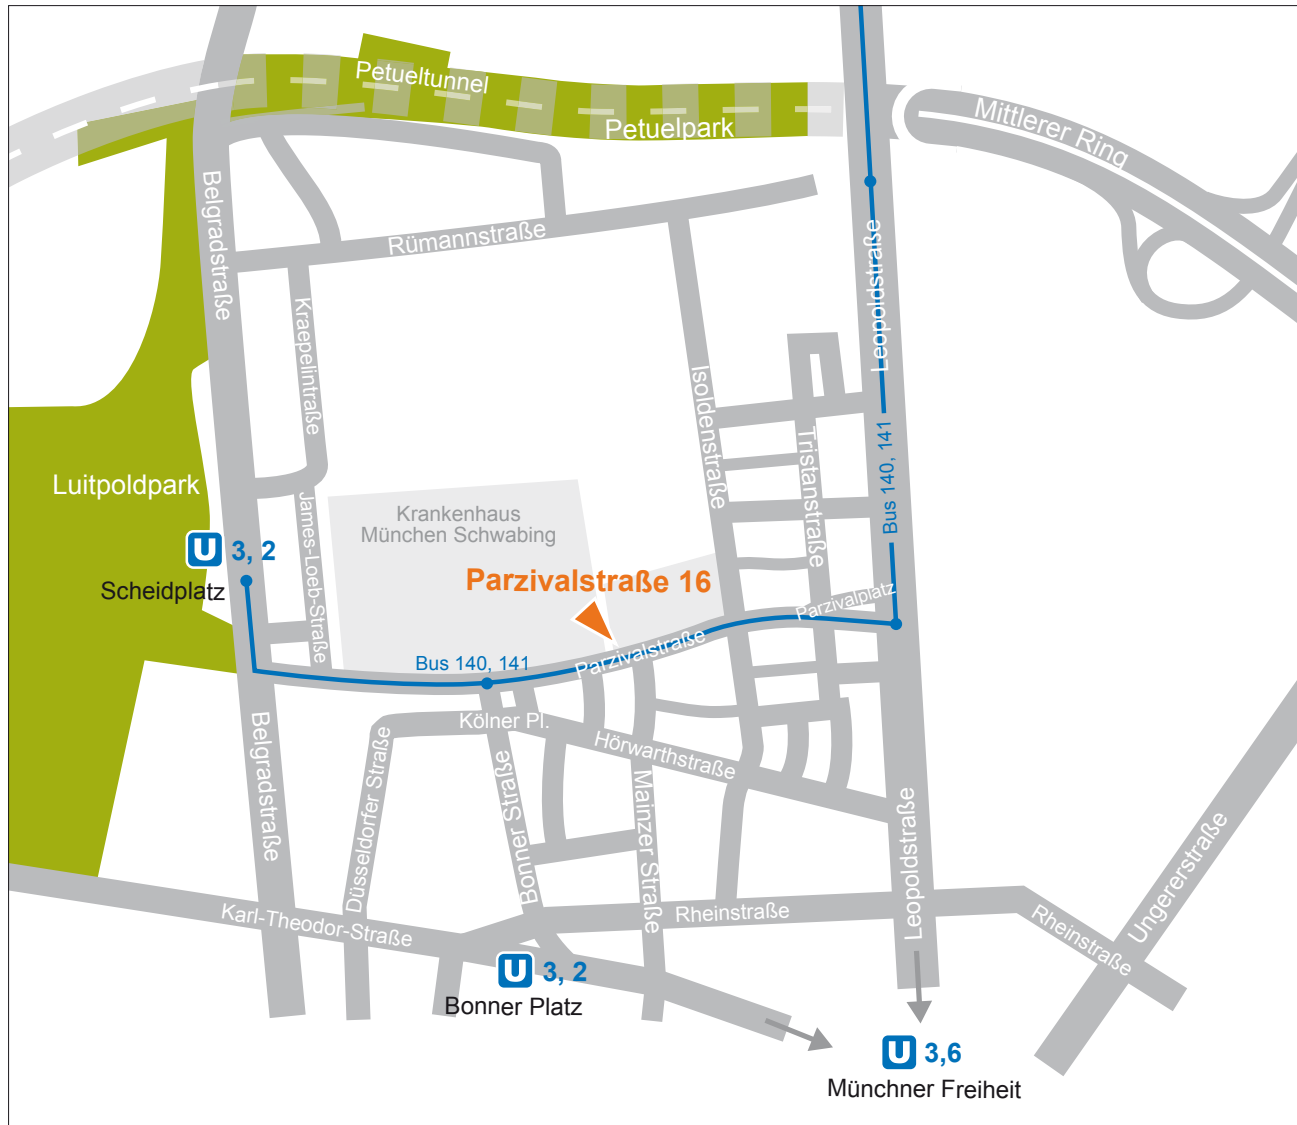 Petueltunnel
Petuelpark
Mittlerer Ring
Belgradstraße
Rümannstraße
Leopoldstraße
Kraepelintraße
Isoldenstraße
Tristanstraße
Bus 140, 141
Luitpoldpark
James-Loeb-Straße
Krankenhaus
München Schwabing
U 3, 2
Scheidplatz
Parzivalstraße 16
Parzivalplatz
Parzivalstraße
Bus 140, 141
Kölner Pl.
Hörwarthstraße
Belgradstraße
Düsseldorfer Straße
Bonner Straße
Mainzer Straße
Leopoldstraße
Ungererstraße
Karl-Theodor-Straße
Rheinstraße
Rheinstraße
U 3, 2
Bonner Platz
U 3,6
Münchner Freiheit